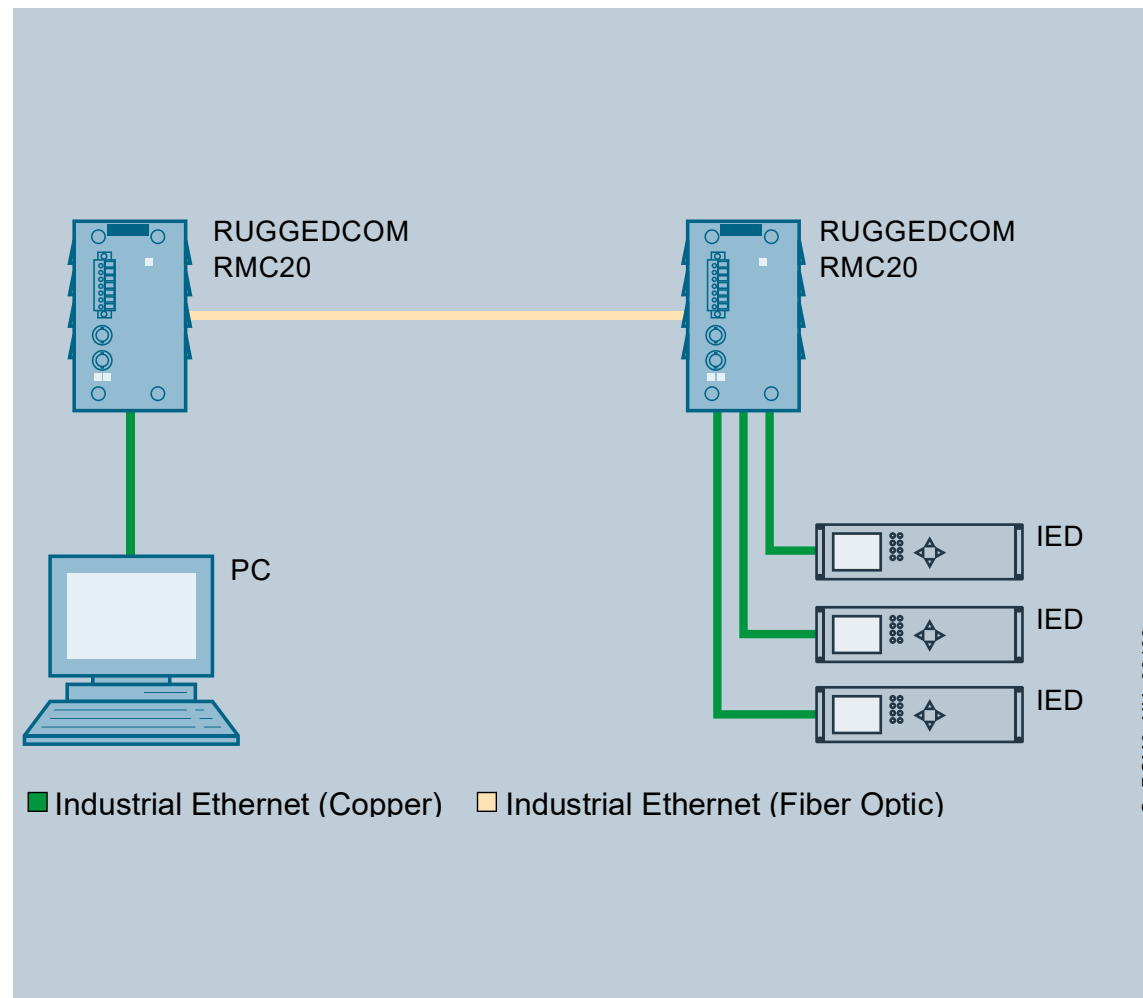 RUGGEDCOM
RMC20
RUGGEDCOM
RMC20
PC
IED
IED
IED
Industrial Ethernet (Copper)
Industrial Ethernet (Fiber Optic)